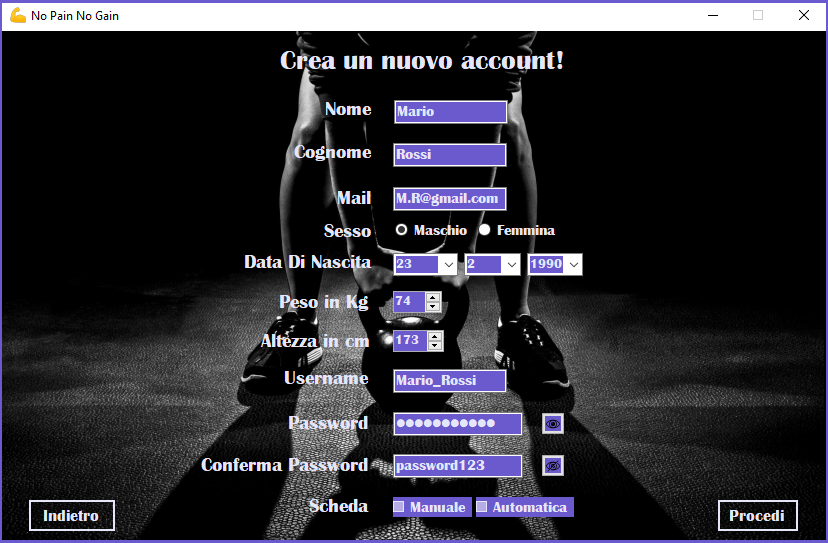 No Pain No Gain
Crea un nuovo account!
Nome Mario
Cognome Rossi
Mail M.R@gmail.com
Sesso Maschio Femmina
Data Di Nascita 23 2 1990
Peso in Kg 74
Altezza in cm 173
Username Mario_Rossi
Password ●●●●●●●●●●●
Conferma Password password123
Scheda Manuale Automatica
Indietro Procedi